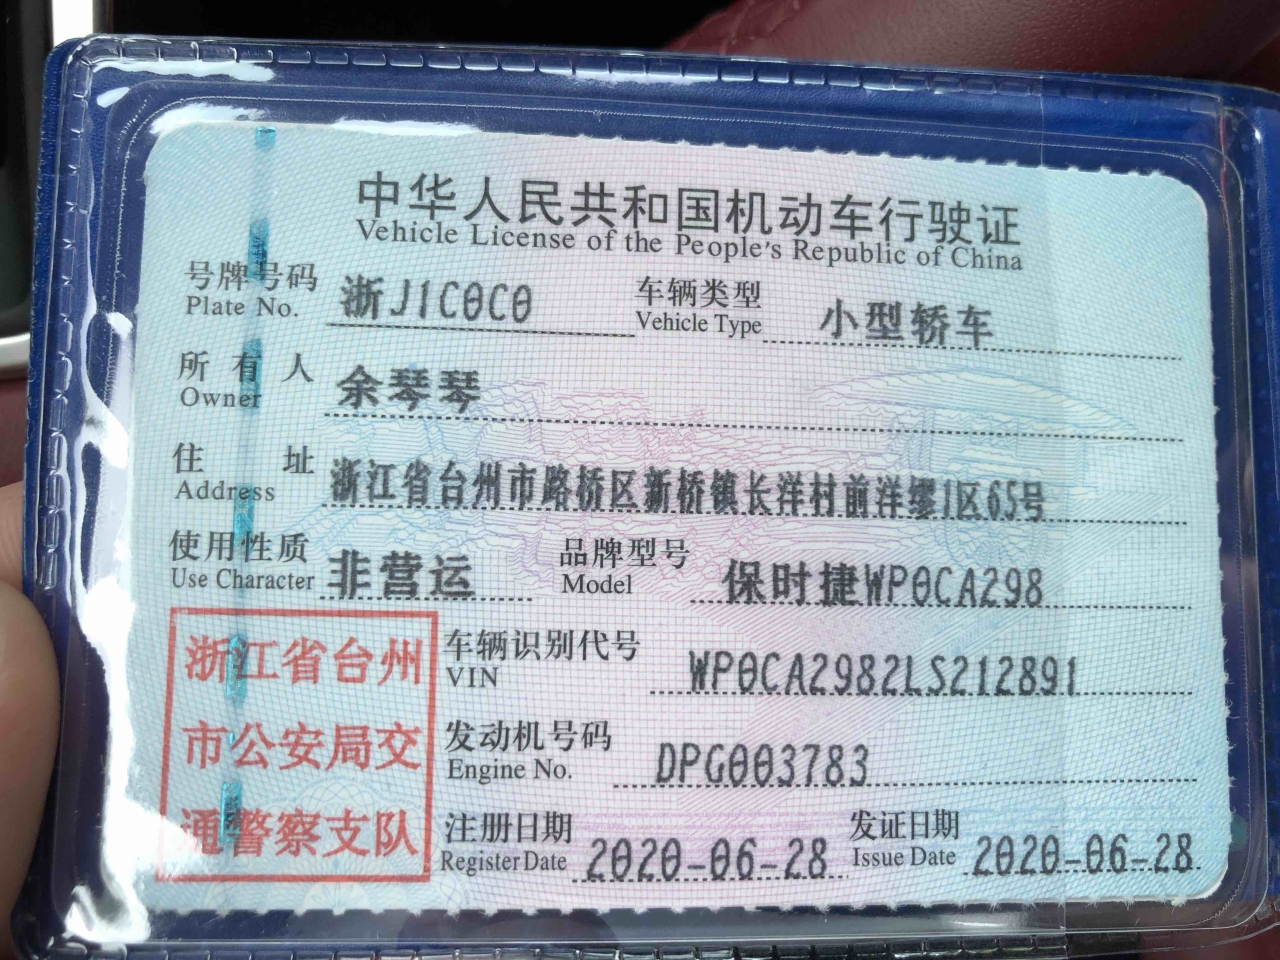 中华人民共和国机动车行驶证
Vehicle License of the People's Republic of China
号牌号码 浙J1C0C0 车辆类型 小型轿车
Plate No. Vehicle Type
所有人 余琴琴
Owner
住址 浙江省台州市路桥区新桥镇长洋村前洋缪1区65号
Address
使用性质 非营运 品牌型号 保时捷WP0CA298
Use Character Model
车辆识别代号 WP0CA2982LS212891
VIN
发动机号码 DPG003783
Engine No.
注册日期 2020-06-28 发证日期 2020-06-28
Register Date Issue Date
浙江省台州
市公安局交
通警察支队